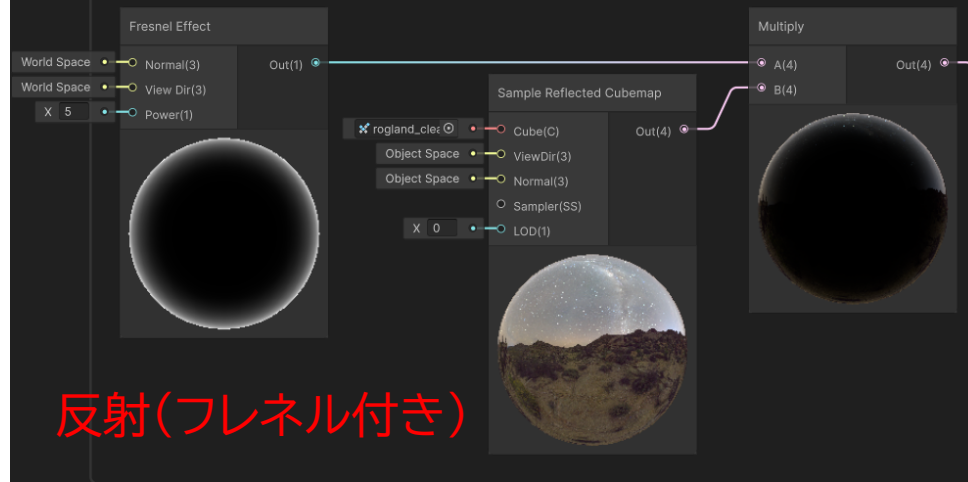 Fresnel Effect
World Space
Normal(3)
Out(1)
World Space
View Dir(3)
X 5
Power(1)
Sample Reflected Cubemap
rogland_clea
Cube(C)
Out(4)
Object Space
ViewDir(3)
Object Space
Normal(3)
Sampler(SS)
X 0
LOD(1)
Multiply
A(4)
Out(4)
B(4)
反射(フレネル付き)